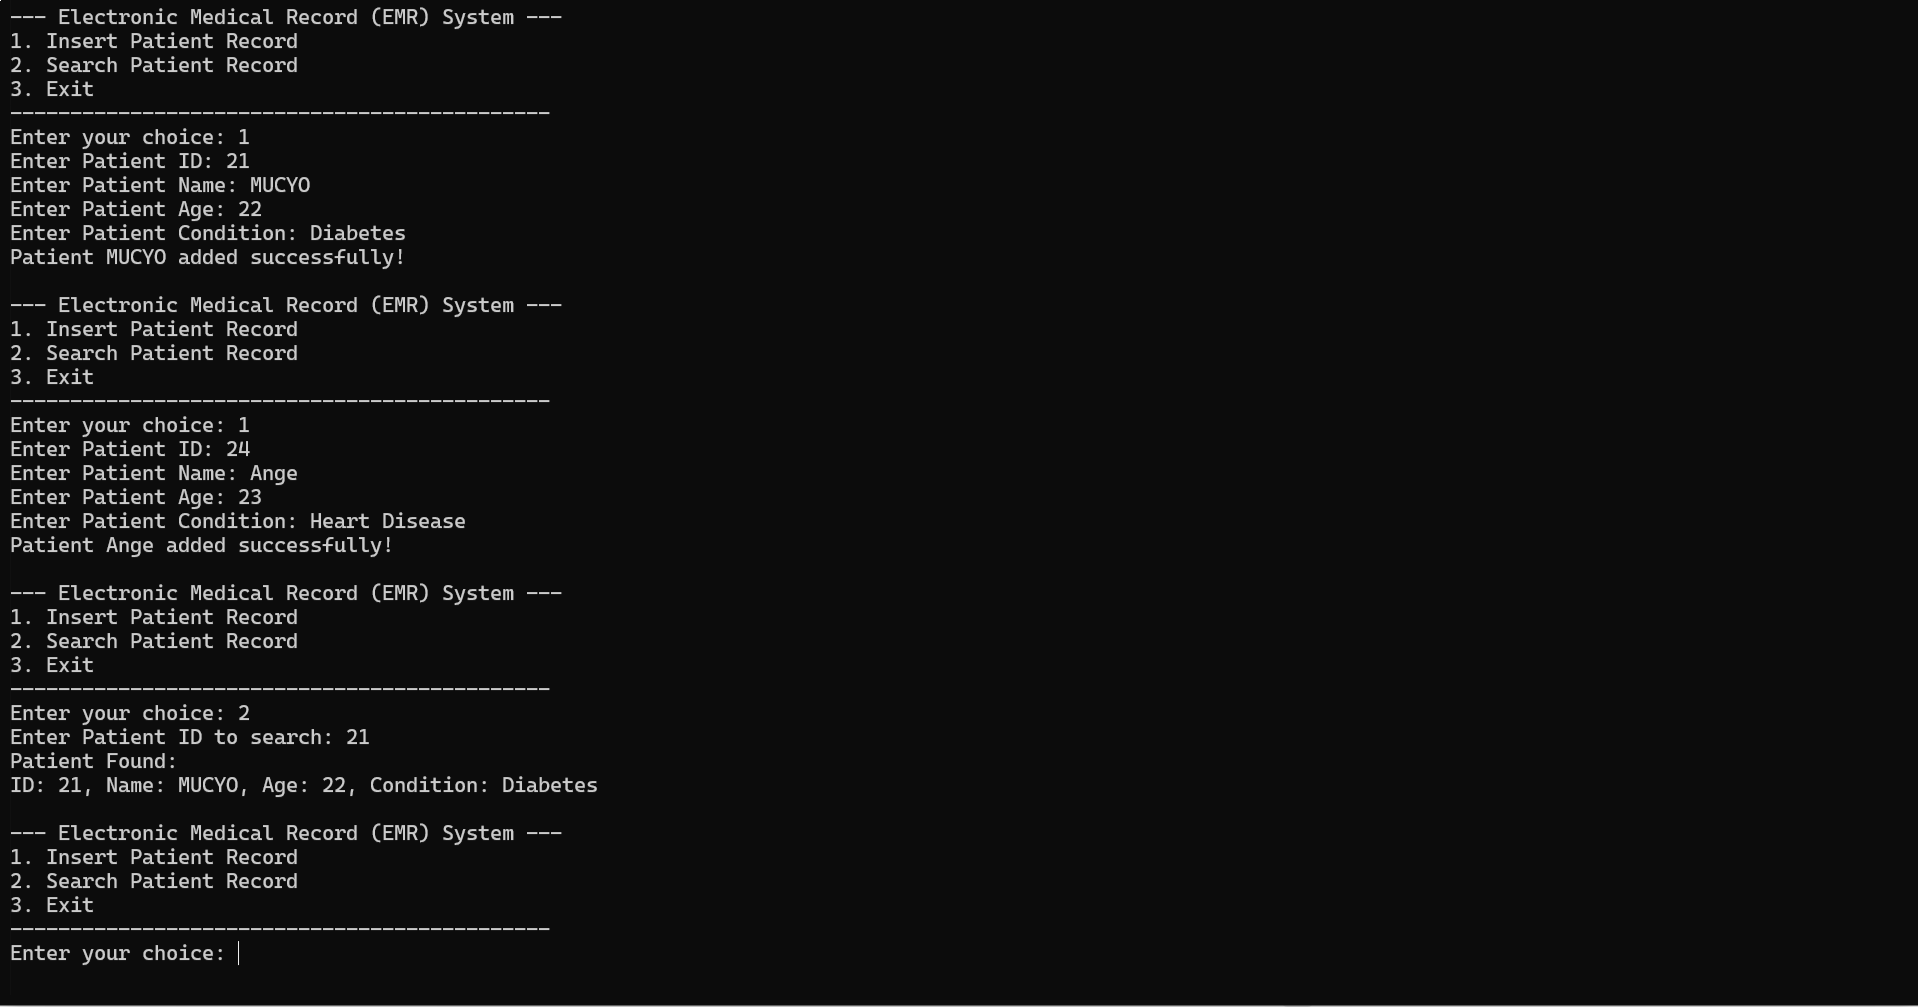 --- Electronic Medical Record (EMR) System ---
1. Insert Patient Record
2. Search Patient Record
3. Exit
---------------------------------------------
Enter your choice: 1
Enter Patient ID: 21
Enter Patient Name: MUCYO
Enter Patient Age: 22
Enter Patient Condition: Diabetes
Patient MUCYO added successfully!

--- Electronic Medical Record (EMR) System ---
1. Insert Patient Record
2. Search Patient Record
3. Exit
---------------------------------------------
Enter your choice: 1
Enter Patient ID: 24
Enter Patient Name: Ange
Enter Patient Age: 23
Enter Patient Condition: Heart Disease
Patient Ange added successfully!

--- Electronic Medical Record (EMR) System ---
1. Insert Patient Record
2. Search Patient Record
3. Exit
---------------------------------------------
Enter your choice: 2
Enter Patient ID to search: 21
Patient Found:
ID: 21, Name: MUCYO, Age: 22, Condition: Diabetes

--- Electronic Medical Record (EMR) System ---
1. Insert Patient Record
2. Search Patient Record
3. Exit
---------------------------------------------
Enter your choice: